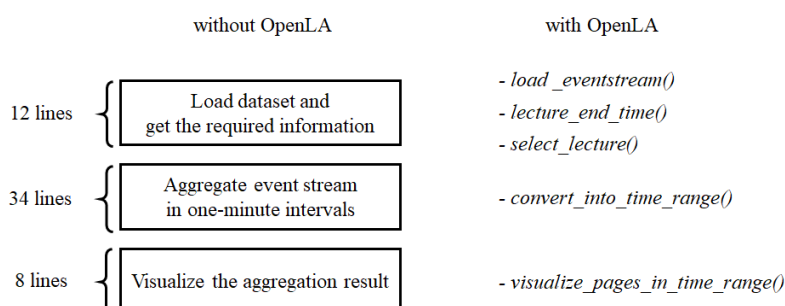 without OpenLA
with OpenLA
12 lines
Load dataset and
get the required information
- load _eventstream()
- lecture_end_time()
- select_lecture()
34 lines
Aggregate event stream
in one-minute intervals
- convert_into_time_range()
8 lines
Visualize the aggregation result
- visualize_pages_in_time_range()